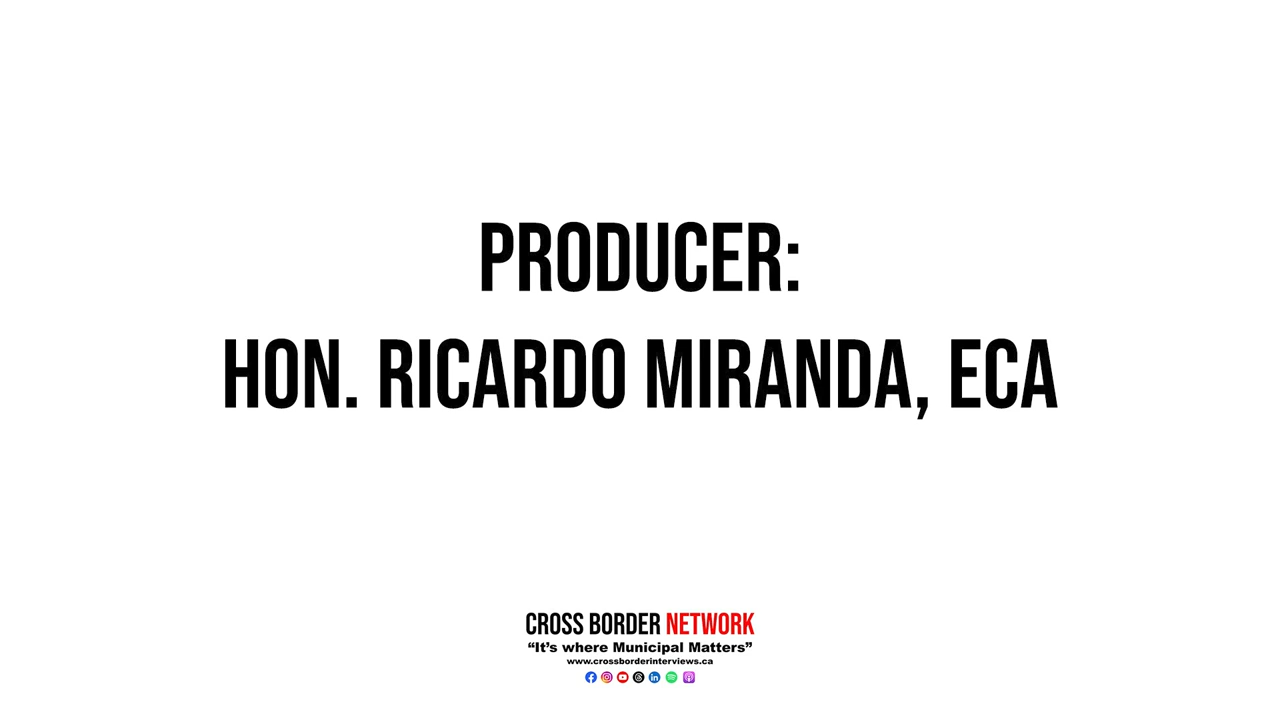 PRODUCER:
HON. RICARDO MIRANDA, ECA
CROSS BORDER NETWORK
“It’s where Municipal Matters”
www.crossborderinterviews.ca